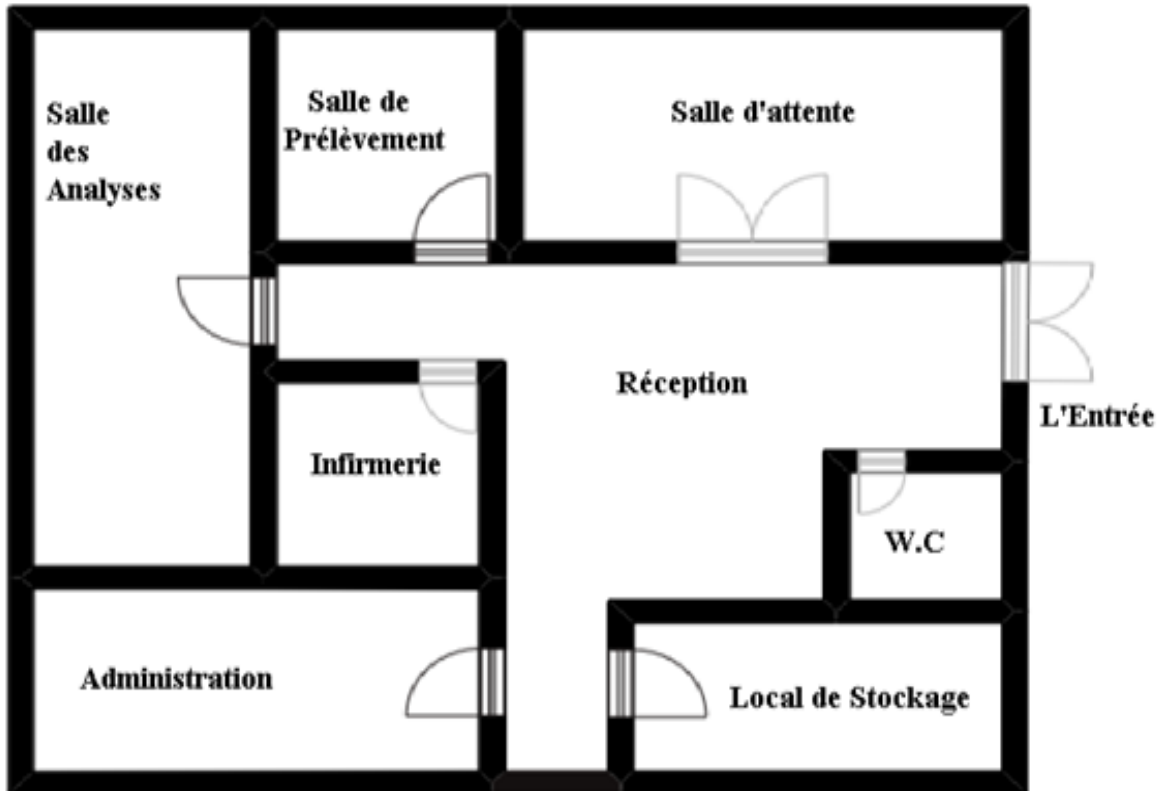 Salle
des
Analyses
Salle de
Prélèvement
Salle d'attente
Réception
L'Entrée
Infirmerie
W.C
Administration
Local de Stockage